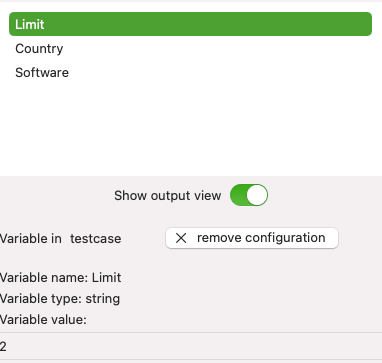 Limit
Country
Software
Show output view
Variable in testcase
remove configuration
Variable name: Limit
Variable type: string
Variable value:
2